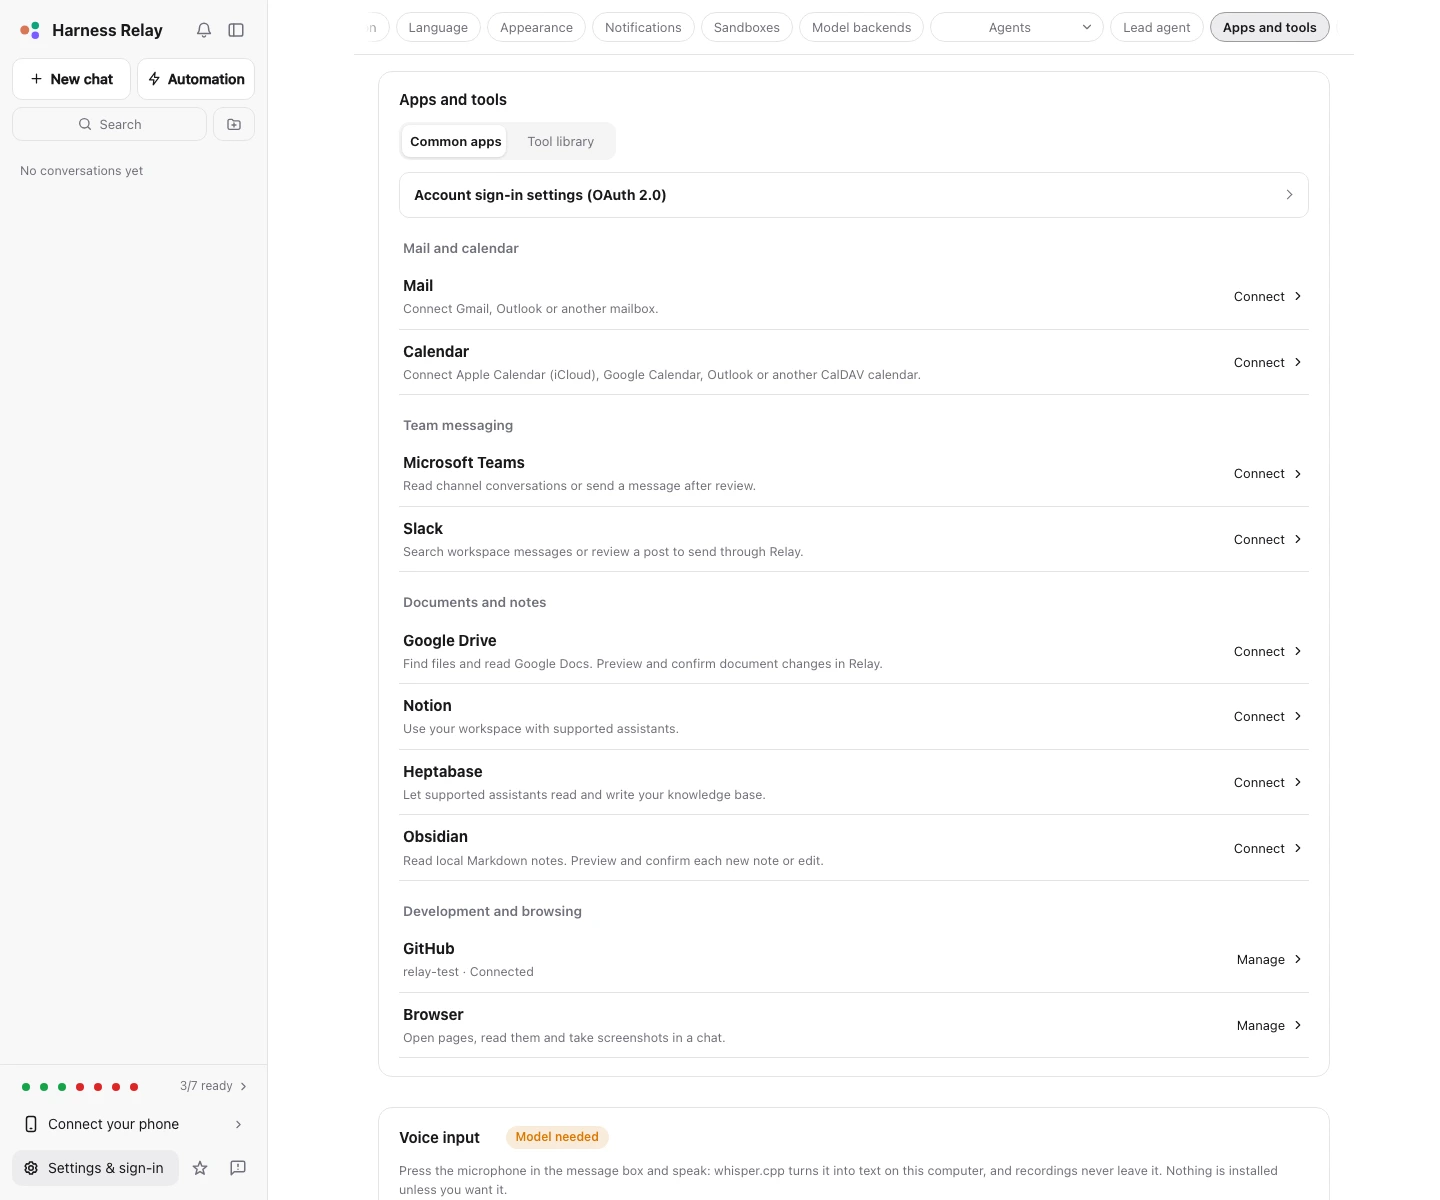 Harness Relay
New chat
Automation
Search
No conversations yet
3/7 ready
Connect your phone
Settings & sign-in
n
Language
Appearance
Notifications
Sandboxes
Model backends
Agents
Lead agent
Apps and tools
Apps and tools
Common apps
Tool library
Account sign-in settings (OAuth 2.0)
Mail and calendar
Mail
Connect Gmail, Outlook or another mailbox.
Connect
Calendar
Connect Apple Calendar (iCloud), Google Calendar, Outlook or another CalDAV calendar.
Connect
Team messaging
Microsoft Teams
Read channel conversations or send a message after review.
Connect
Slack
Search workspace messages or review a post to send through Relay.
Connect
Documents and notes
Google Drive
Find files and read Google Docs. Preview and confirm document changes in Relay.
Connect
Notion
Use your workspace with supported assistants.
Connect
Heptabase
Let supported assistants read and write your knowledge base.
Connect
Obsidian
Read local Markdown notes. Preview and confirm each new note or edit.
Connect
Development and browsing
GitHub
relay-test · Connected
Manage
Browser
Open pages, read them and take screenshots in a chat.
Manage
Voice input
Model needed
Press the microphone in the message box and speak: whisper.cpp turns it into text on this computer, and recordings never leave it. Nothing is installed
unless you want it.